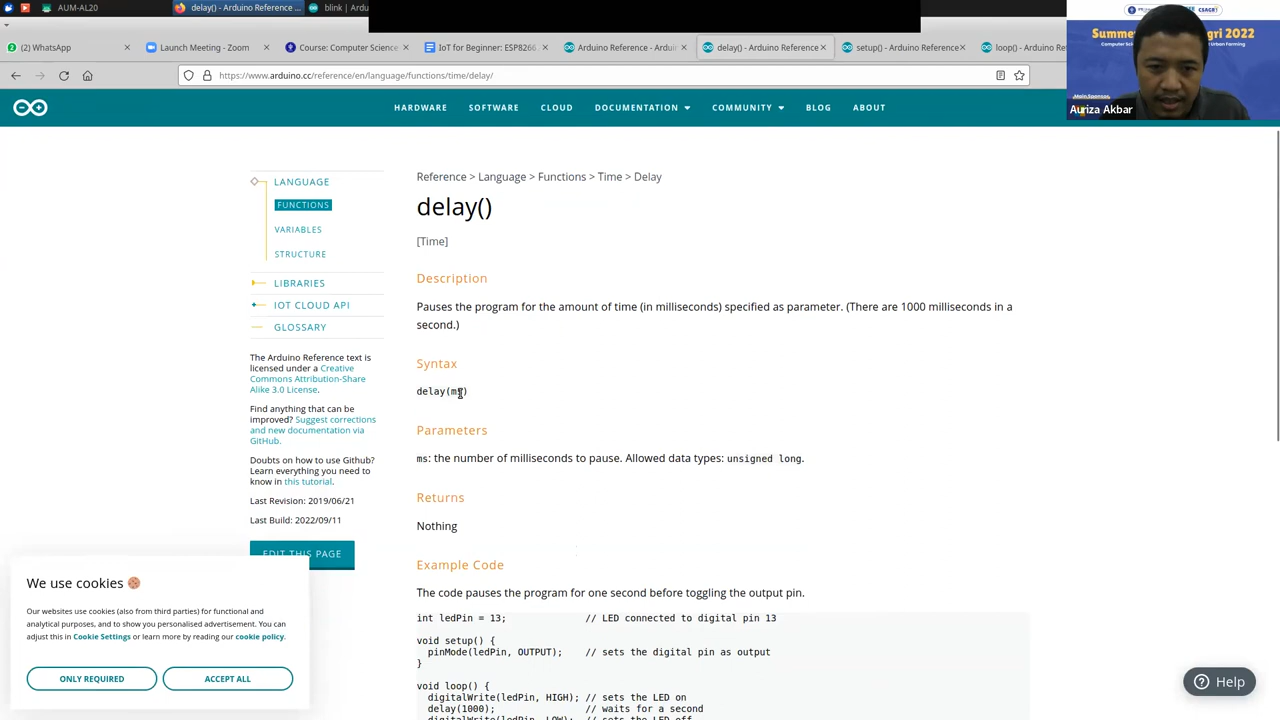 AUM-AL20
delay() - Arduino Reference ...
blink | Ardu
(2) WhatsApp
Launch Meeting - Zoom
Course: Computer Science
IoT for Beginner: ESP8266
Arduino Reference - Arduin
delay() - Arduino Reference
setup() - Arduino Reference
loop() - Arduino Re
https://www.arduino.cc/reference/en/language/functions/time/delay/
Auriza Akbar
HARDWARE
SOFTWARE
CLOUD
DOCUMENTATION
COMMUNITY
BLOG
ABOUT
LANGUAGE
FUNCTIONS
VARIABLES
STRUCTURE
LIBRARIES
IOT CLOUD API
GLOSSARY
The Arduino Reference text is
licensed under a Creative
Commons Attribution-Share
Alike 3.0 License.
Find anything that can be
improved? Suggest corrections
and new documentation via
GitHub.
Doubts on how to use Github?
Learn everything you need to
know in this tutorial.
Last Revision: 2019/06/21
Last Build: 2022/09/11
EDIT THIS PAGE
Reference > Language > Functions > Time > Delay
delay()
[Time]
Description
Pauses the program for the amount of time (in milliseconds) specified as parameter. (There are 1000 milliseconds in a
second.)
Syntax
delay(ms)
Parameters
ms: the number of milliseconds to pause. Allowed data types: unsigned long.
Returns
Nothing
Example Code
The code pauses the program for one second before toggling the output pin.
int ledPin = 13; // LED connected to digital pin 13
void setup() {
pinMode(ledPin, OUTPUT); // sets the digital pin as output
}
void loop() {
digitalWrite(ledPin, HIGH); // sets the LED on
delay(1000); // waits for a second
digitalWrite(ledPin, LOW); // sets the LED off
We use cookies 🍪
Our websites use cookies (also from third parties) for functional and
analytical purposes, and to show you personalised advertisement. You can
adjust this in Cookie Settings or learn more by reading our cookie policy.
ONLY REQUIRED
ACCEPT ALL
Help